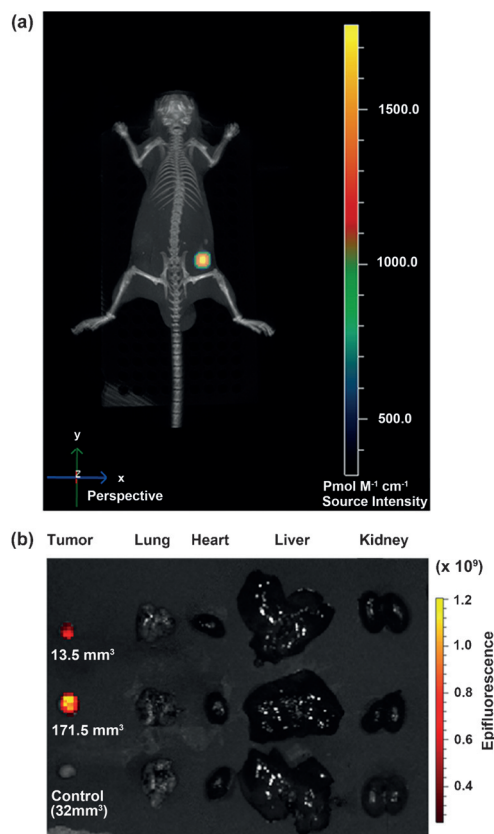 (a)
1500.0
1000.0
500.0
y
z
x
Perspective
Pmol M⁻¹ cm⁻¹
Source Intensity
(b)
Tumor Lung Heart Liver Kidney
(x 10⁹)
13.5 mm³
171.5 mm³
Control
(32mm³)
1.2
1.0
0.8
0.6
0.4
Epifluorescence